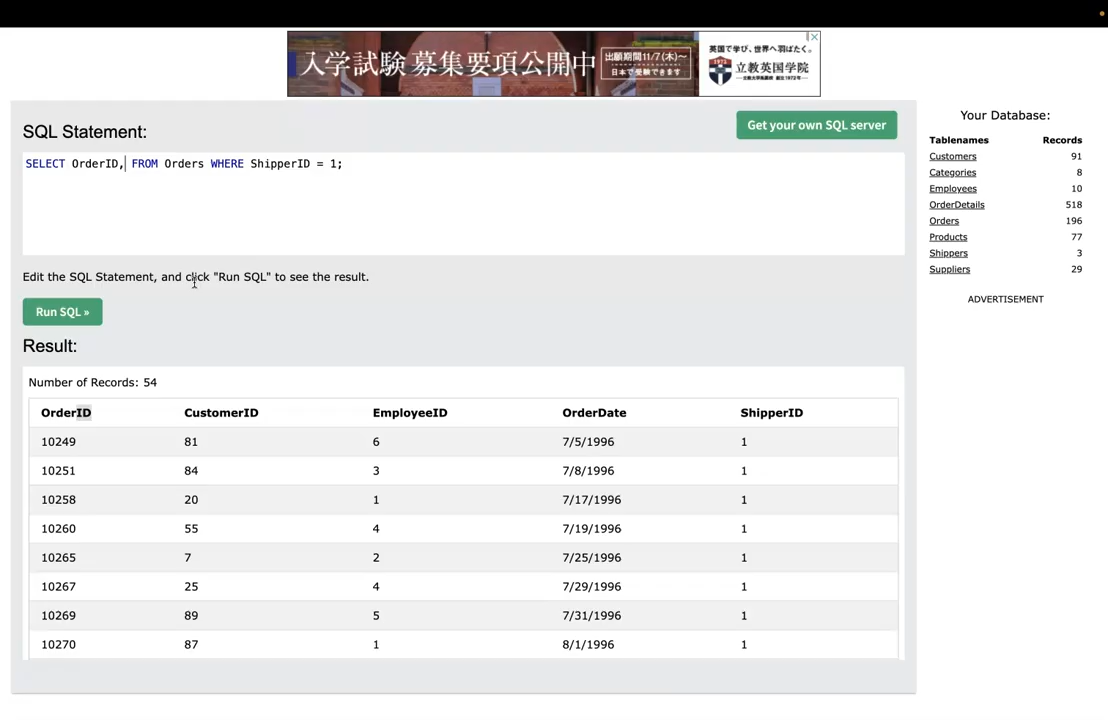 入学試験 募集要項公開中
出願期間11/7(木)～
日本で受験できます
英国で学び、世界へ羽ばたく。
立教英国学院
SQL Statement:
Get your own SQL server
SELECT OrderID, FROM Orders WHERE ShipperID = 1;
Edit the SQL Statement, and click "Run SQL" to see the result.
Run SQL »
Result:
Number of Records: 54
OrderID CustomerID EmployeeID OrderDate ShipperID
10249 81 6 7/5/1996 1
10251 84 3 7/8/1996 1
10258 20 1 7/17/1996 1
10260 55 4 7/19/1996 1
10265 7 2 7/25/1996 1
10267 25 4 7/29/1996 1
10269 89 5 7/31/1996 1
10270 87 1 8/1/1996 1
Your Database:
Tablenames Records
Customers 91
Categories 8
Employees 10
OrderDetails 518
Orders 196
Products 77
Shippers 3
Suppliers 29
ADVERTISEMENT